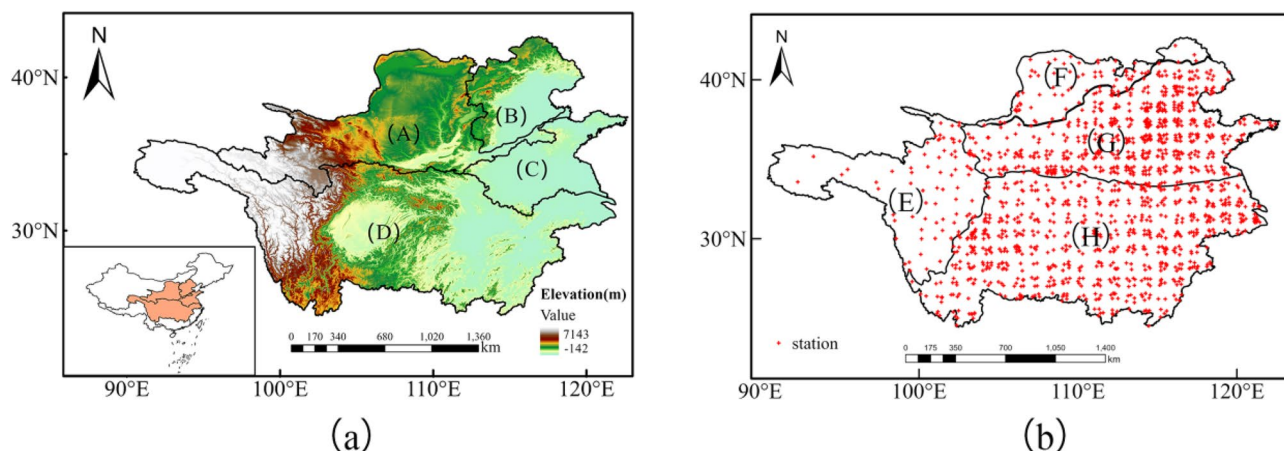 N
40°N
30°N
(A)
(B)
(C)
(D)
Elevation(m)
Value
7143
-142
0 170 340 680 1,020 1,360
km
90°E 100°E 110°E 120°E
(a)
N
40°N
30°N
(F)
(G)
(E)
(H)
station
0 175 350 700 1,050 1,400
km
90°E 100°E 110°E 120°E
(b)